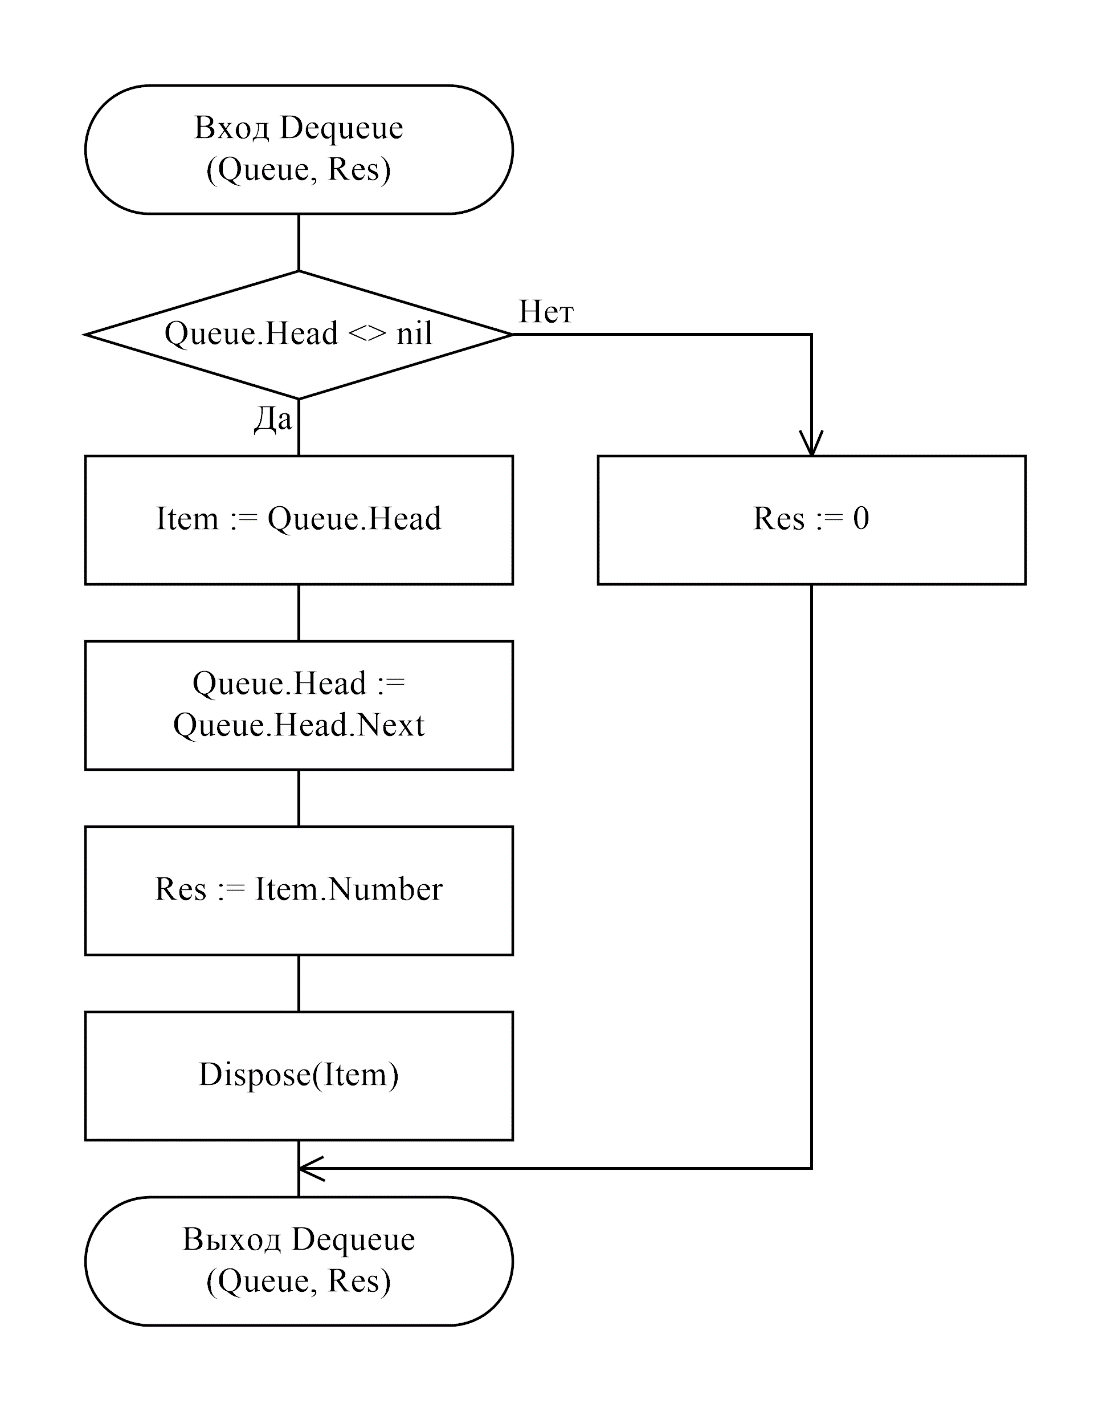 Вход Dequeue
(Queue, Res)
Queue.Head <> nil
Нет
Да
Item := Queue.Head
Res := 0
Queue.Head :=
Queue.Head.Next
Res := Item.Number
Dispose(Item)
Выход Dequeue
(Queue, Res)